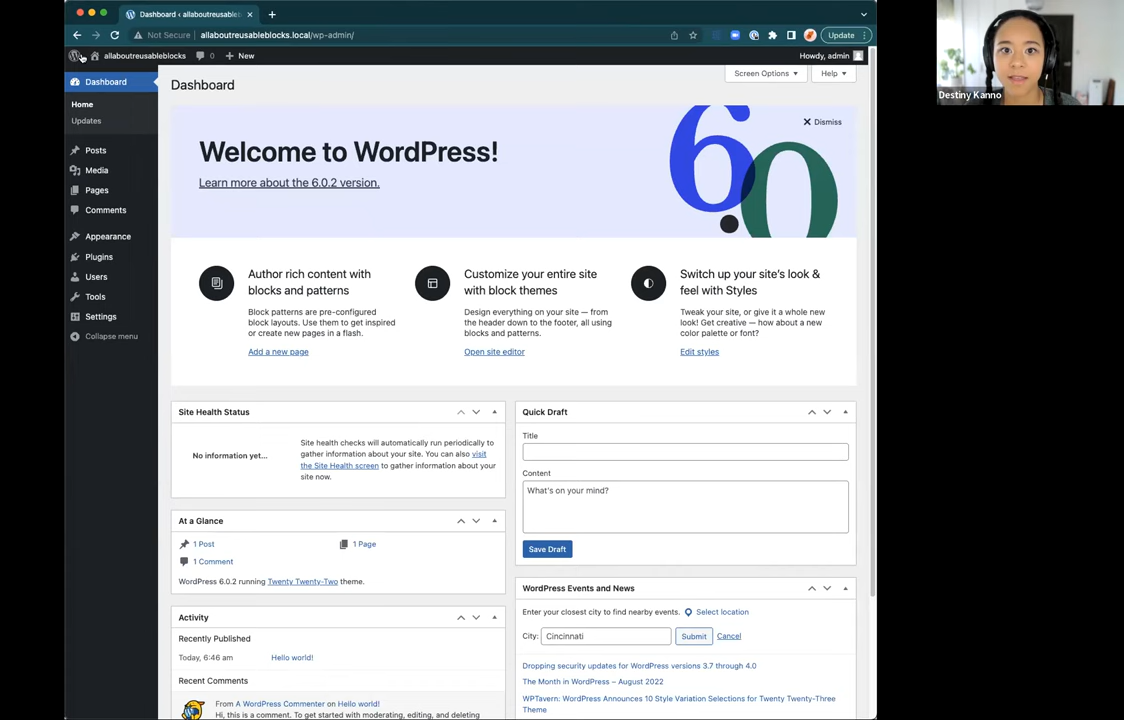 Dashboard ‹ allaboutreusableb
Not Secure | allaboutreusableblocks.local/wp-admin/
Update
allaboutreusableblocks 0 + New
Howdy, admin
Dashboard
Home
Updates
Posts
Media
Pages
Comments
Appearance
Plugins
Users
Tools
Settings
Collapse menu
Screen Options
Help
Dashboard
Dismiss
Welcome to WordPress!
Learn more about the 6.0.2 version.
6.0
Author rich content with
blocks and patterns
Block patterns are pre-configured
block layouts. Use them to get inspired
or create new pages in a flash.
Add a new page
Customize your entire site
with block themes
Design everything on your site — from
the header down to the footer, all using
blocks and patterns.
Open site editor
Switch up your site's look &
feel with Styles
Tweak your site, or give it a whole new
look! Get creative — how about a new
color palette or font?
Edit styles
Site Health Status
No information yet...
Site health checks will automatically run periodically to
gather information about your site. You can also visit
the Site Health screen to gather information about your
site now.
At a Glance
1 Post
1 Page
1 Comment
WordPress 6.0.2 running Twenty Twenty-Two theme.
Activity
Recently Published
Today, 6:46 am Hello world!
Recent Comments
From A WordPress Commenter on Hello world!
Hi, this is a comment. To get started with moderating, editing, and deleting
Quick Draft
Title
Content
What's on your mind?
Save Draft
WordPress Events and News
Enter your closest city to find nearby events. Select location
City: Cincinnati Submit Cancel
Dropping security updates for WordPress versions 3.7 through 4.0
The Month in WordPress – August 2022
WPTavern: WordPress Announces 10 Style Variation Selections for Twenty Twenty-Three
Theme
Destiny Kanno